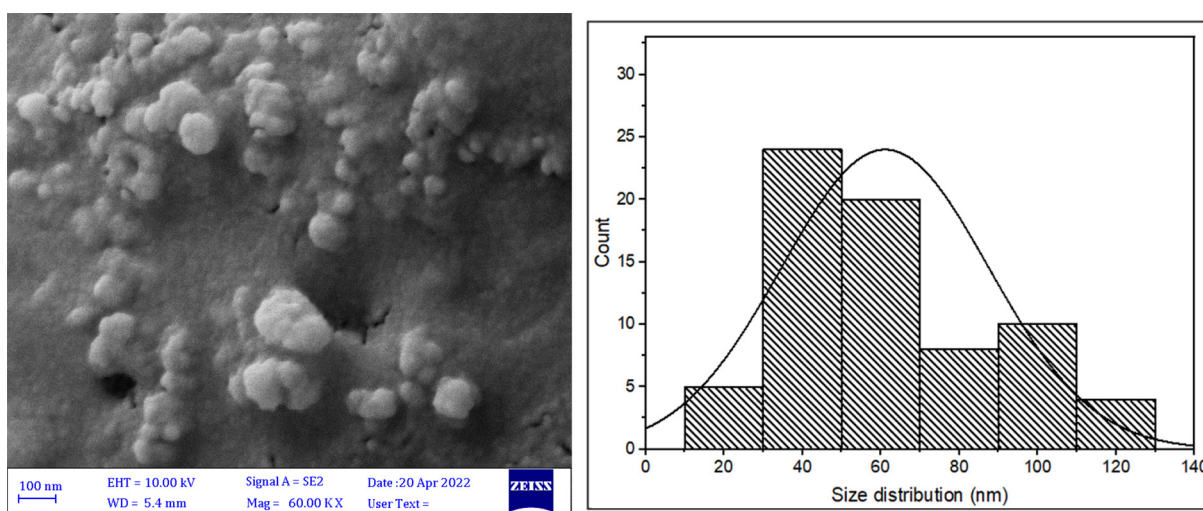 100 nm
EHT = 10.00 kV
WD = 5.4 mm
Signal A = SE2
Mag = 60.00 K X
Date :20 Apr 2022
User Text =
ZEISS
Count
30
25
20
15
10
5
0
0 20 40 60 80 100 120 140
Size distribution (nm)